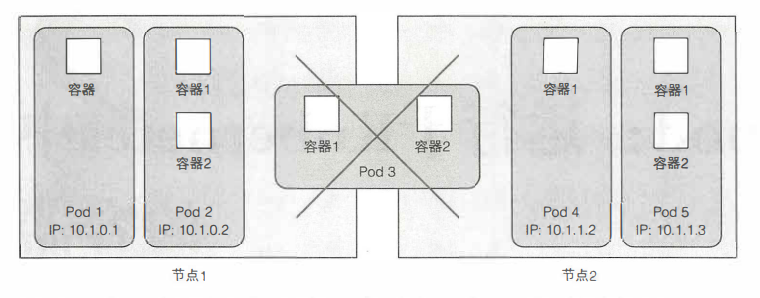 容器
容器1
容器2
Pod 1
IP: 10.1.0.1
Pod 2
IP: 10.1.0.2
容器1
容器2
Pod 3
容器1
Pod 4
IP: 10.1.1.2
容器1
容器2
Pod 5
IP: 10.1.1.3
节点1
节点2